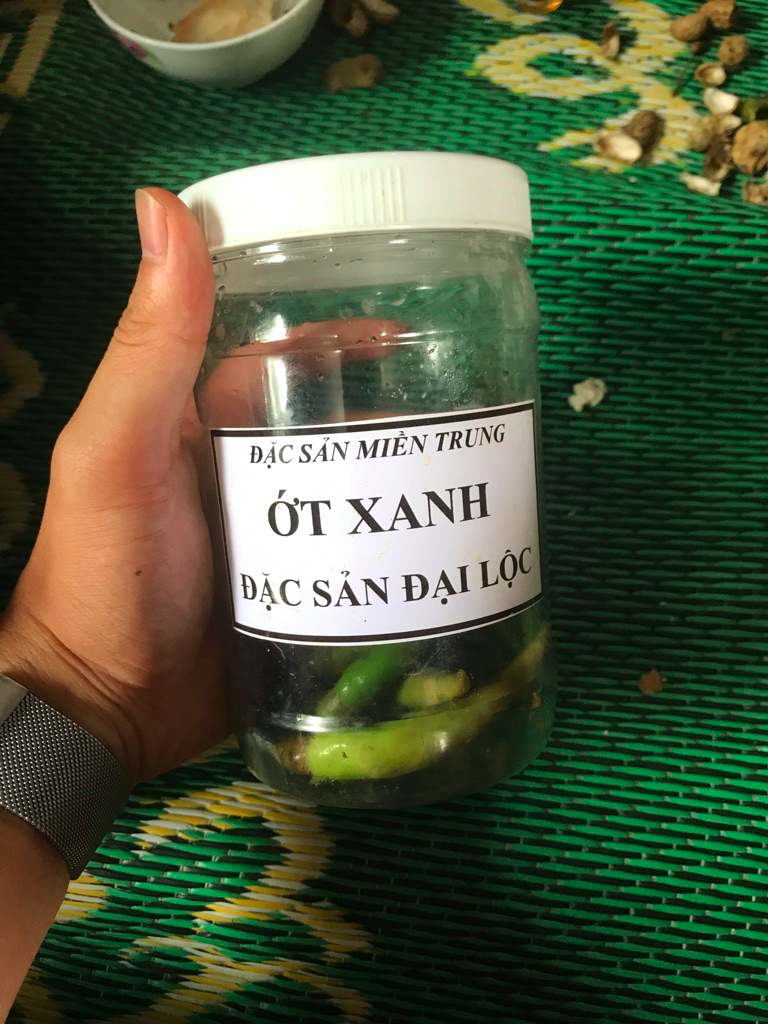 ĐẶC SẢN MIỀN TRUNG
ỚT XANH
ĐẶC SẢN ĐẠI LỘC